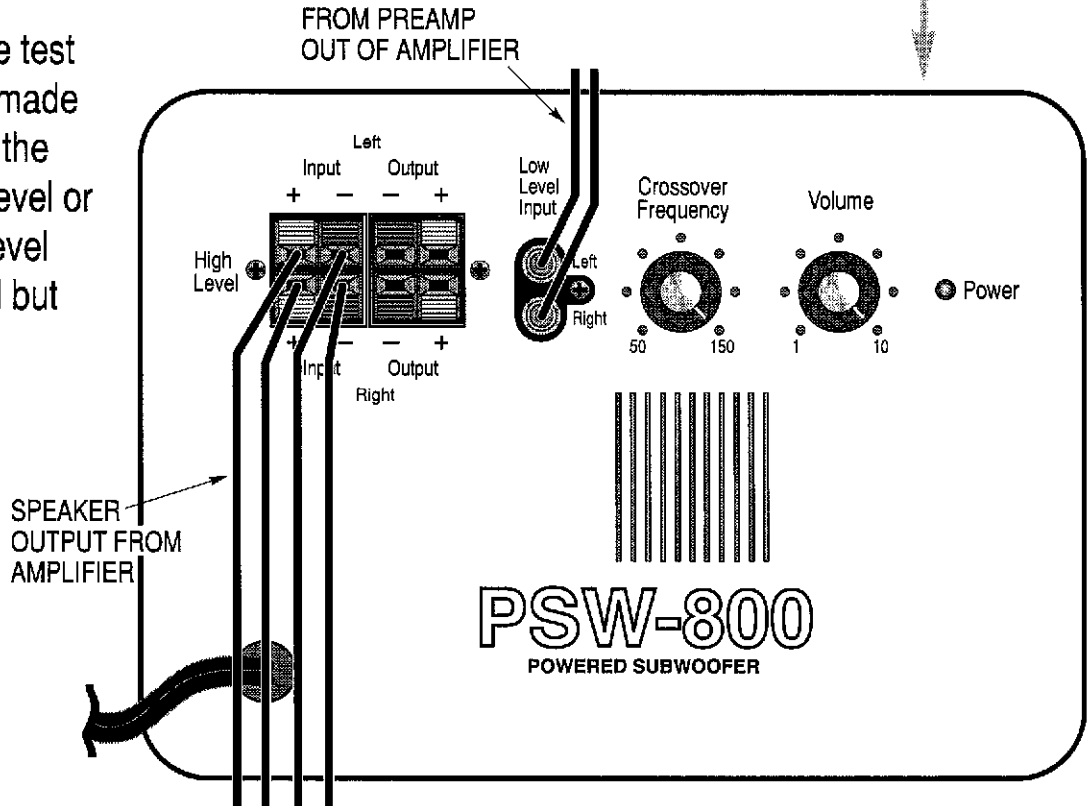 e test
made
the
evel or
evel
l but
FROM PREAMP
OUT OF AMPLIFIER
Left
Input Output
+ − − +
High
Level
+ − − +
Input Output
Right
Low
Level
Input
Left
Right
Crossover
Frequency
50 150
Volume
1 10
Power
SPEAKER
OUTPUT FROM
AMPLIFIER
PSW-800
POWERED SUBWOOFER